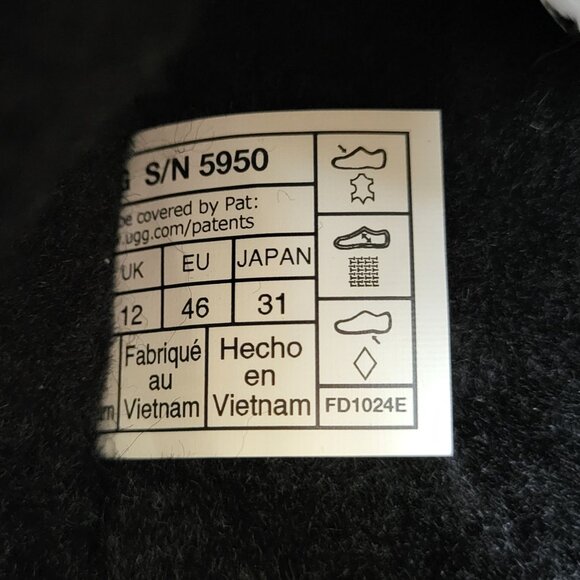 G S/N 5950
be covered by Pat:
.ugg.com/patents
UK EU JAPAN
12 46 31
Fabriqué Hecho
au en
Vietnam Vietnam
FD1024E